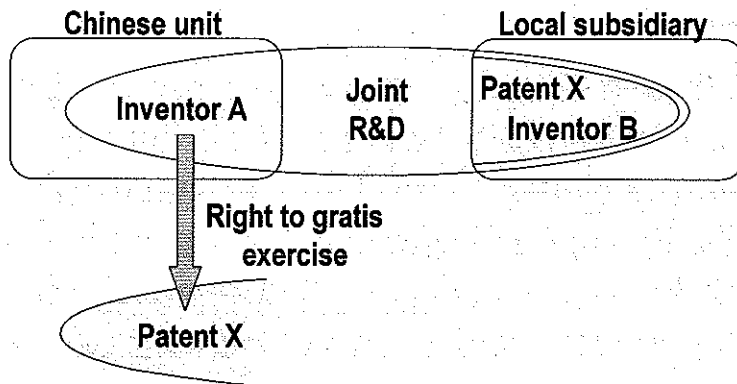 Chinese unit
Local subsidiary
Inventor A
Joint
R&D
Patent X
Inventor B
Right to gratis
exercise
Patent X